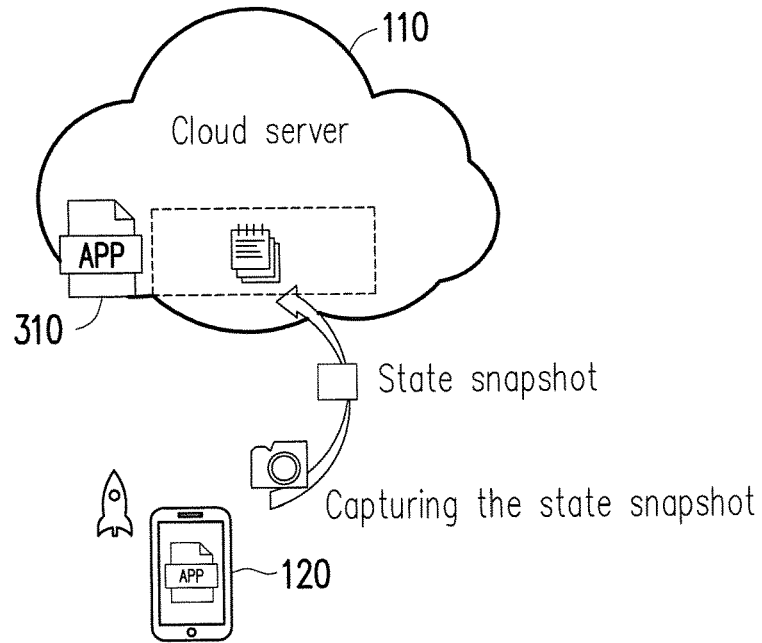 110
Cloud server
APP
310
State snapshot
Capturing the state snapshot
APP
120